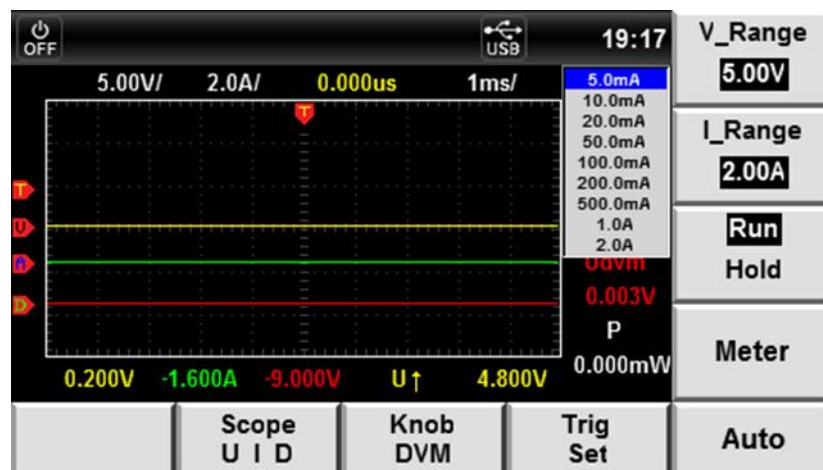 OFF
USB
19:17
5.00V/ 2.0A/ 0.000us 1ms/
T
5.0mA
10.0mA
20.0mA
50.0mA
100.0mA
200.0mA
500.0mA
1.0A
2.0A
T
U
A
D
Udvm
0.003V
P
0.000mW
0.200V -1.600A -9.000V U↑ 4.800V
V_Range
5.00V
I_Range
2.00A
Run
Hold
Meter
Auto
Scope
U I D
Knob
DVM
Trig
Set